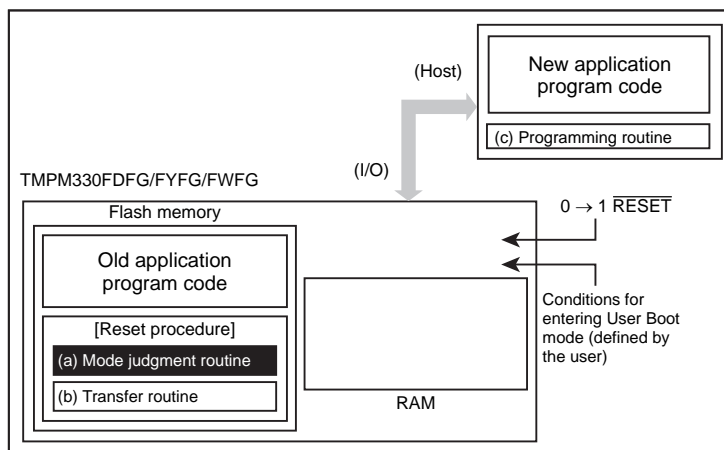 (Host)
New application
program code
(c) Programming routine
(I/O)
TMPM330FDFG/FYFG/FWFG
Flash memory
0 → 1 RESET
Old application
program code
[Reset procedure]
(a) Mode judgment routine
(b) Transfer routine
RAM
Conditions for
entering User Boot
mode (defined by
the user)